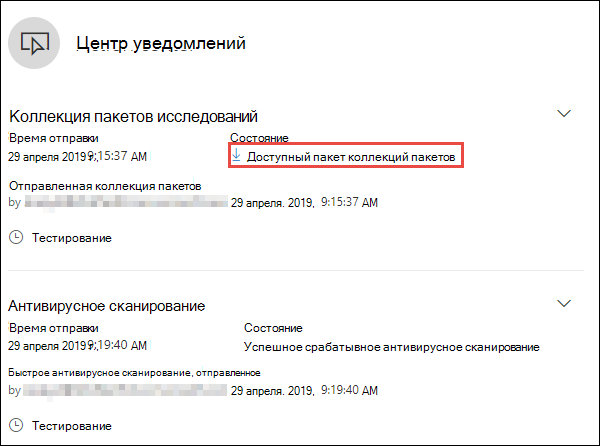 Центр уведомлений
Коллекция пакетов исследований
Время отправки Состояние
29 апреля 2019 г., 9:15:37 AM Доступный пакет коллекций пакетов
Отправленная коллекция пакетов
by 29 апреля. 2019, 9:15:37 AM
Тестирование
Антивирусное сканирование
Время отправки Состояние
29 апреля 2019 г., 9:19:40 AM Успешное срабатывное антивирусное сканирование
Быстрое антивирусное сканирование, отправленное
by 29 апреля. 2019, 9:19:40 AM
Тестирование